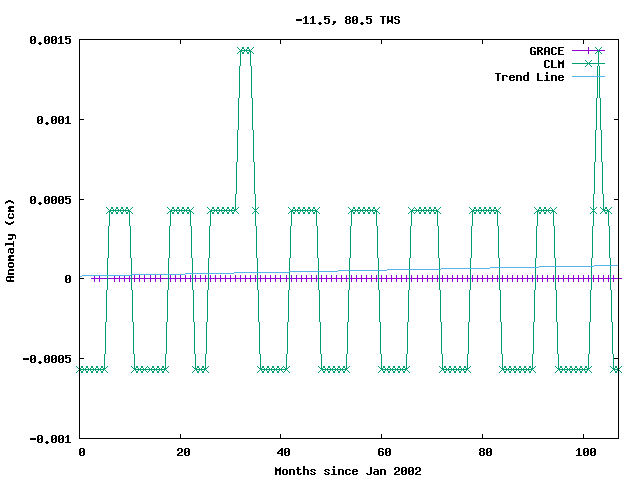 -11.5, 80.5 TWS
0.0015
0.001
0.0005
0
-0.0005
-0.001
Anomaly (cm)
GRACE
CLM
Trend Line
0 20 40 60 80 100
Months since Jan 2002